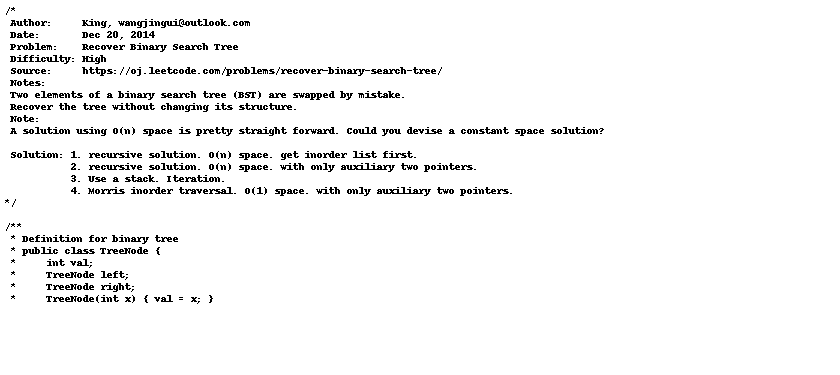 /*
 Author:     King, wangjingui@outlook.com
 Date:       Dec 20, 2014
 Problem:    Recover Binary Search Tree
 Difficulty: High
 Source:     https://oj.leetcode.com/problems/recover-binary-search-tree/
 Notes:
 Two elements of a binary search tree (BST) are swapped by mistake.
 Recover the tree without changing its structure.
 Note:
 A solution using O(n) space is pretty straight forward. Could you devise a constant space solution?

 Solution: 1. recursive solution. O(n) space. get inorder list first.
           2. recursive solution. O(n) space. with only auxiliary two pointers.
           3. Use a stack. Iteration.
           4. Morris inorder traversal. O(1) space. with only auxiliary two pointers.
*/

/**
 * Definition for binary tree
 * public class TreeNode {
 *     int val;
 *     TreeNode left;
 *     TreeNode right;
 *     TreeNode(int x) { val = x; }